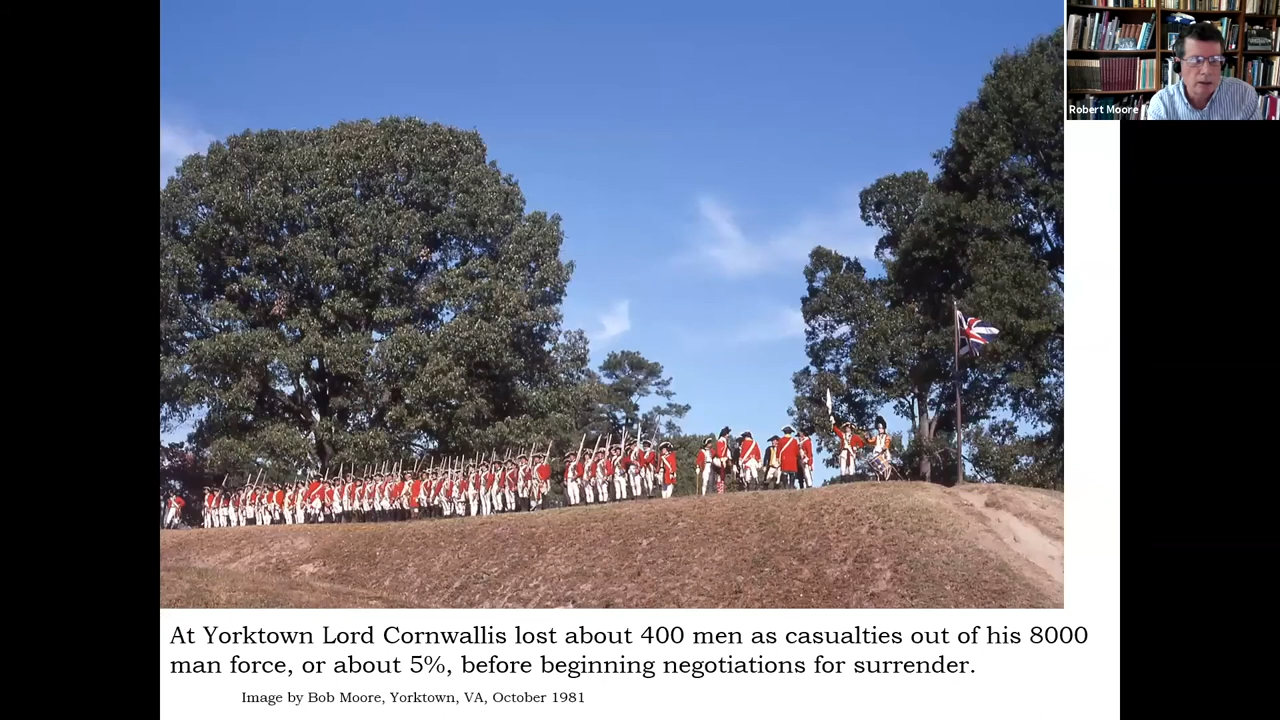 Robert Moore
At Yorktown Lord Cornwallis lost about 400 men as casualties out of his 8000
man force, or about 5%, before beginning negotiations for surrender.
Image by Bob Moore, Yorktown, VA, October 1981